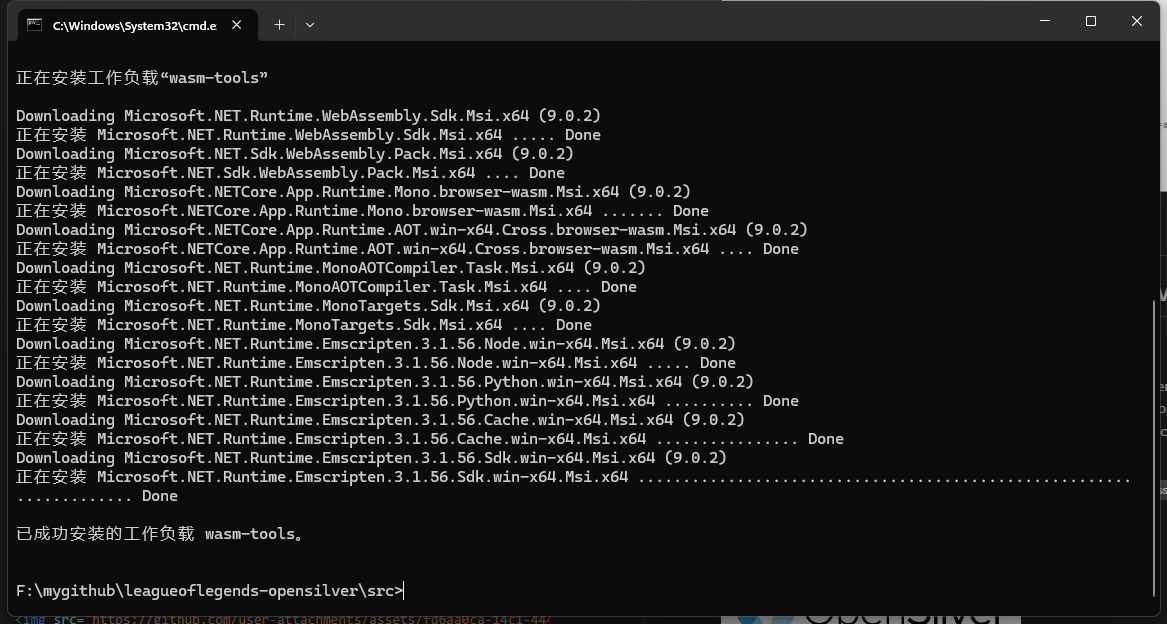 C:\Windows\System32\cmd.e
正在安装工作负载“wasm-tools”
Downloading Microsoft.NET.Runtime.WebAssembly.Sdk.Msi.x64 (9.0.2)
正在安装 Microsoft.NET.Runtime.WebAssembly.Sdk.Msi.x64 ..... Done
Downloading Microsoft.NET.Sdk.WebAssembly.Pack.Msi.x64 (9.0.2)
正在安装 Microsoft.NET.Sdk.WebAssembly.Pack.Msi.x64 .... Done
Downloading Microsoft.NETCore.App.Runtime.Mono.browser-wasm.Msi.x64 (9.0.2)
正在安装 Microsoft.NETCore.App.Runtime.Mono.browser-wasm.Msi.x64 ....... Done
Downloading Microsoft.NETCore.App.Runtime.AOT.win-x64.Cross.browser-wasm.Msi.x64 (9.0.2)
正在安装 Microsoft.NETCore.App.Runtime.AOT.win-x64.Cross.browser-wasm.Msi.x64 .... Done
Downloading Microsoft.NET.Runtime.MonoAOTCompiler.Task.Msi.x64 (9.0.2)
正在安装 Microsoft.NET.Runtime.MonoAOTCompiler.Task.Msi.x64 .... Done
Downloading Microsoft.NET.Runtime.MonoTargets.Sdk.Msi.x64 (9.0.2)
正在安装 Microsoft.NET.Runtime.MonoTargets.Sdk.Msi.x64 .... Done
Downloading Microsoft.NET.Runtime.Emscripten.3.1.56.Node.win-x64.Msi.x64 (9.0.2)
正在安装 Microsoft.NET.Runtime.Emscripten.3.1.56.Node.win-x64.Msi.x64 ..... Done
Downloading Microsoft.NET.Runtime.Emscripten.3.1.56.Python.win-x64.Msi.x64 (9.0.2)
正在安装 Microsoft.NET.Runtime.Emscripten.3.1.56.Python.win-x64.Msi.x64 .......... Done
Downloading Microsoft.NET.Runtime.Emscripten.3.1.56.Cache.win-x64.Msi.x64 (9.0.2)
正在安装 Microsoft.NET.Runtime.Emscripten.3.1.56.Cache.win-x64.Msi.x64 ................ Done
Downloading Microsoft.NET.Runtime.Emscripten.3.1.56.Sdk.win-x64.Msi.x64 (9.0.2)
正在安装 Microsoft.NET.Runtime.Emscripten.3.1.56.Sdk.win-x64.Msi.x64 .......................................................
............. Done
已成功安装的工作负载 wasm-tools。
F:\mygithub\leagueoflegends-opensilver\src>
<img src="https://github.com/user-attachments/assets/fd6aa0ca-14c1-444
OpenSilver